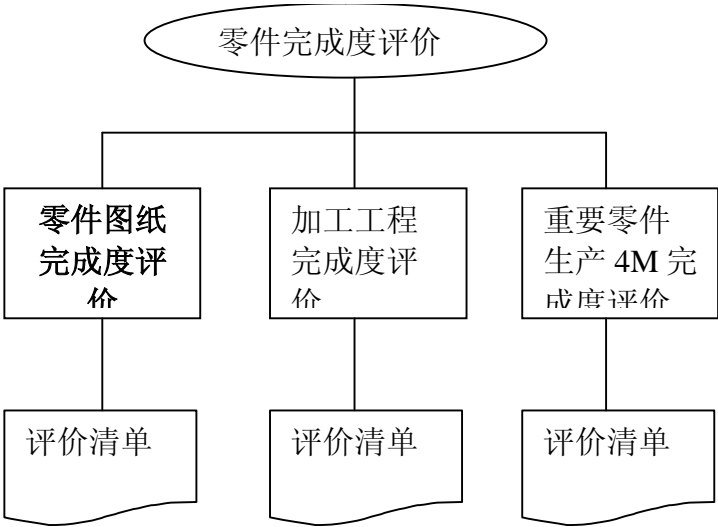 零件完成度评价
零件图纸
完成度评
价
加工工程
完成度评
价
重要零件
生产 4M 完
成度评价
评价清单
评价清单
评价清单